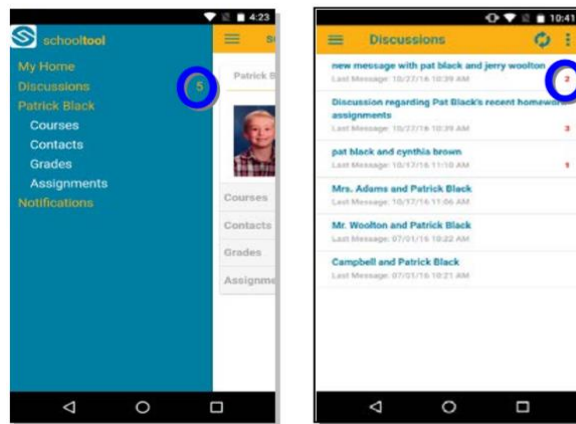 4:23
schooltool
My Home
Discussions 5
Patrick Black
Courses
Contacts
Grades
Assignments
Notifications
Patrick B
Courses
Contacts
Grades
Assignme
10:41
Discussions
new message with pat black and jerry woolton
Last Message: 10/27/16 10:39 AM
2
Discussion regarding Pat Black's recent homework
assignments
Last Message: 10/27/16 10:39 AM
3
pat black and cynthia brown
Last Message: 10/17/16 11:10 AM
1
Mrs. Adams and Patrick Black
Last Message: 10/17/16 11:06 AM
Mr. Woolton and Patrick Black
Last Message: 07/01/16 10:22 AM
Campbell and Patrick Black
Last Message: 07/01/16 10:21 AM